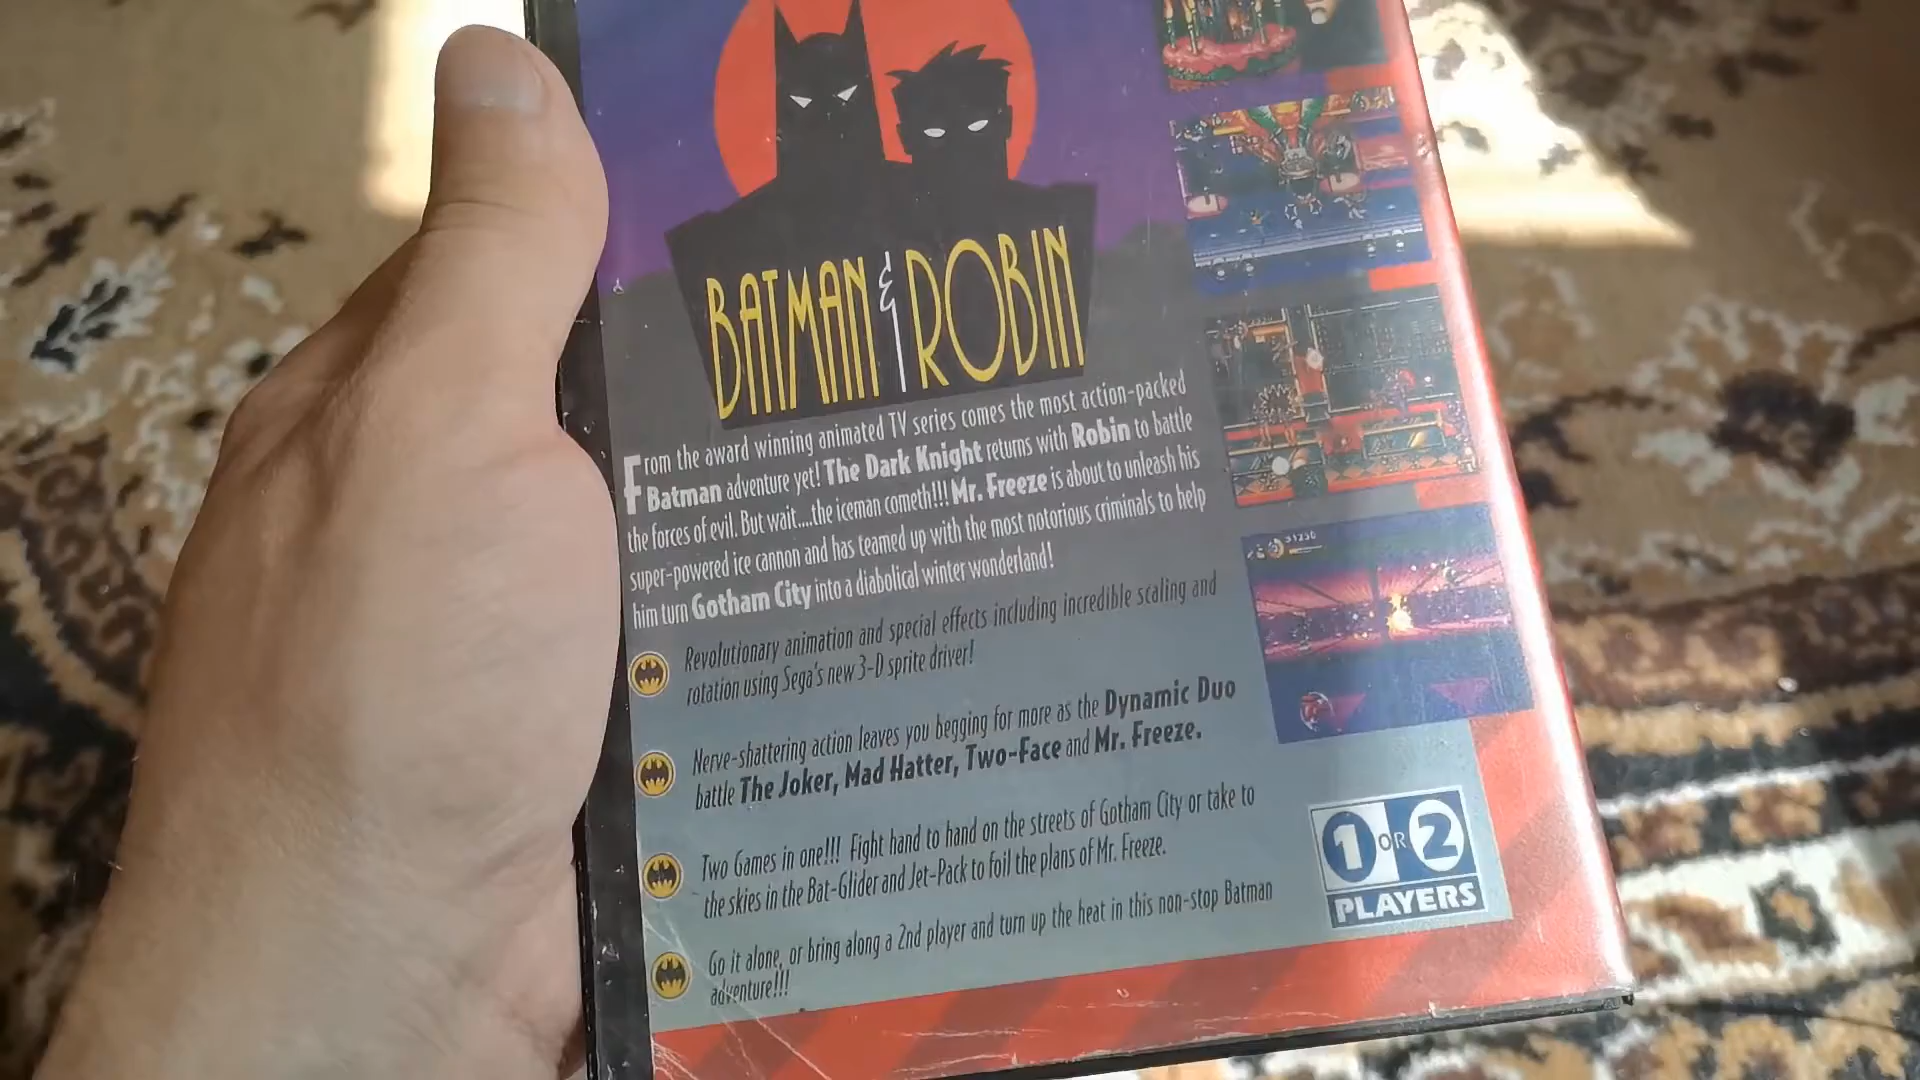 BATMAN & ROBIN
From the award winning animated TV series comes the most action-packed
Batman adventure yet! The Dark Knight returns with Robin to battle
the forces of evil. But wait....the iceman cometh!!! Mr. Freeze is about to unleash his
super-powered ice cannon and has teamed up with the most notorious criminals to help
him turn Gotham City into a diabolical winter wonderland!
Revolutionary animation and special effects including incredible scaling and
rotation using Sega's new 3-D sprite driver!
Nerve-shattering action leaves you begging for more as the Dynamic Duo
battle The Joker, Mad Hatter, Two-Face and Mr. Freeze.
Two Games in one!!! Fight hand to hand on the streets of Gotham City or take to
the skies in the Bat-Glider and Jet-Pack to foil the plans of Mr. Freeze.
Go it alone, or bring along a 2nd player and turn up the heat in this non-stop Batman
adventure!!!
1 OR 2
PLAYERS